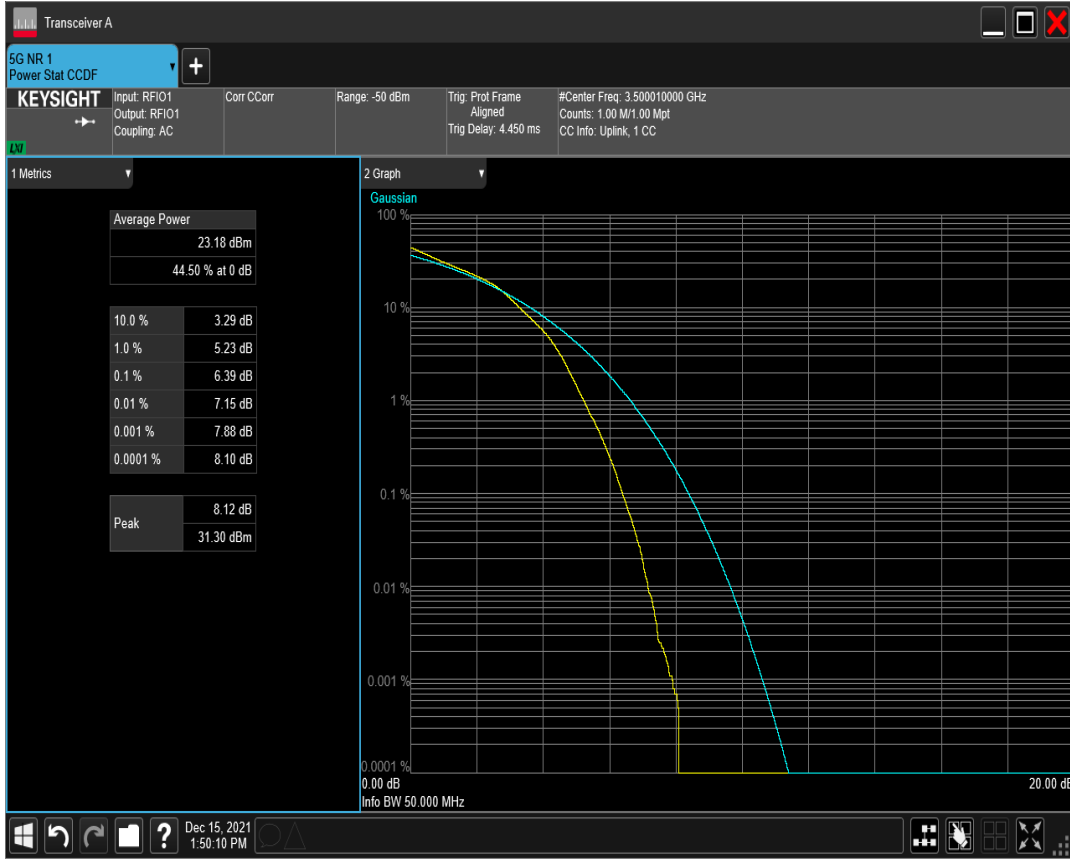 Transceiver A
5G NR 1
Power Stat CCDF
+
KEYSIGHT
LXI
Input: RFIO1
Output: RFIO1
Coupling: AC
Corr CCorr
Range: -50 dBm
Trig: Prot Frame
Aligned
Trig Delay: 4.450 ms
#Center Freq: 3.500010000 GHz
Counts: 1.00 M/1.00 Mpt
CC Info: Uplink, 1 CC
1 Metrics
Average Power
23.18 dBm
44.50 % at 0 dB
10.0 % 3.29 dB
1.0 % 5.23 dB
0.1 % 6.39 dB
0.01 % 7.15 dB
0.001 % 7.88 dB
0.0001 % 8.10 dB
Peak
8.12 dB
31.30 dBm
2 Graph
Gaussian
100 %
10 %
1 %
0.1 %
0.01 %
0.001 %
0.0001 %
0.00 dB 20.00 dB
Info BW 50.000 MHz
?
Dec 15, 2021
1:50:10 PM